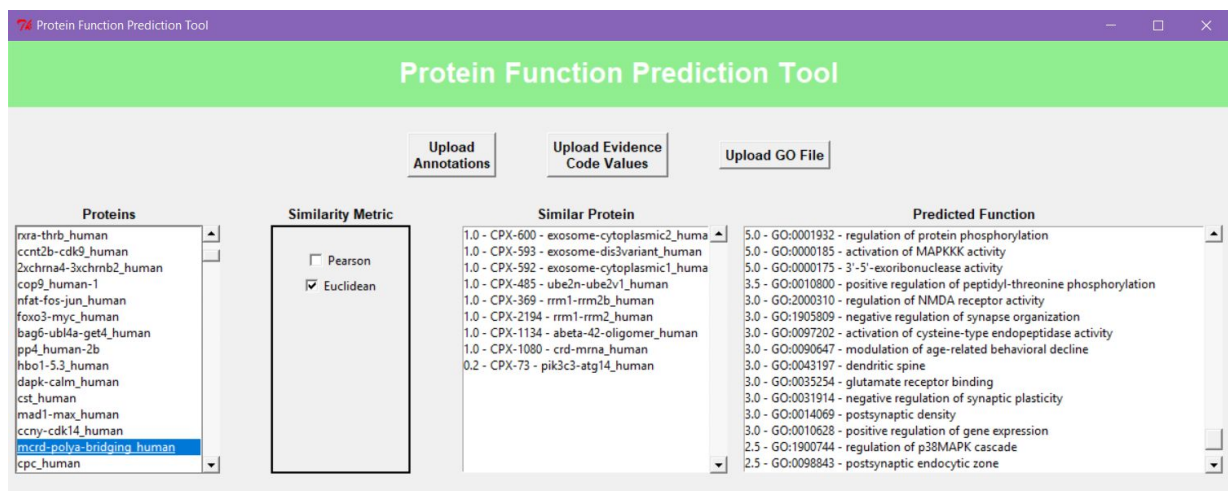 Protein Function Prediction Tool
Protein Function Prediction Tool
Upload
Annotations
Upload Evidence
Code Values
Upload GO File
Proteins
rxra-thrb_human
ccnt2b-cdk9_human
2xchrna4-3xchrnb2_human
cop9_human-1
nfat-fos-jun_human
foxo3-myc_human
bag6-ubl4a-get4_human
pp4_human-2b
hbo1-5.3_human
dapk-calm_human
cst_human
mad1-max_human
ccny-cdk14_human
mcrd-polya-bridging_human
cpc_human
Similarity Metric
Pearson
Euclidean
Similar Protein
1.0 - CPX-600 - exosome-cytoplasmic2_huma
1.0 - CPX-593 - exosome-dis3variant_human
1.0 - CPX-592 - exosome-cytoplasmic1_huma
1.0 - CPX-485 - ube2n-ube2v1_human
1.0 - CPX-369 - rrm1-rrm2b_human
1.0 - CPX-2194 - rrm1-rrm2_human
1.0 - CPX-1134 - abeta-42-oligomer_human
1.0 - CPX-1080 - crd-mrna_human
0.2 - CPX-73 - pik3c3-atg14_human
Predicted Function
5.0 - GO:0001932 - regulation of protein phosphorylation
5.0 - GO:0000185 - activation of MAPKKK activity
5.0 - GO:0000175 - 3'-5'-exoribonuclease activity
3.5 - GO:0010800 - positive regulation of peptidyl-threonine phosphorylation
3.0 - GO:2000310 - regulation of NMDA receptor activity
3.0 - GO:1905809 - negative regulation of synapse organization
3.0 - GO:0097202 - activation of cysteine-type endopeptidase activity
3.0 - GO:0090647 - modulation of age-related behavioral decline
3.0 - GO:0043197 - dendritic spine
3.0 - GO:0035254 - glutamate receptor binding
3.0 - GO:0031914 - negative regulation of synaptic plasticity
3.0 - GO:0014069 - postsynaptic density
3.0 - GO:0010628 - positive regulation of gene expression
2.5 - GO:1900744 - regulation of p38MAPK cascade
2.5 - GO:0098843 - postsynaptic endocytic zone